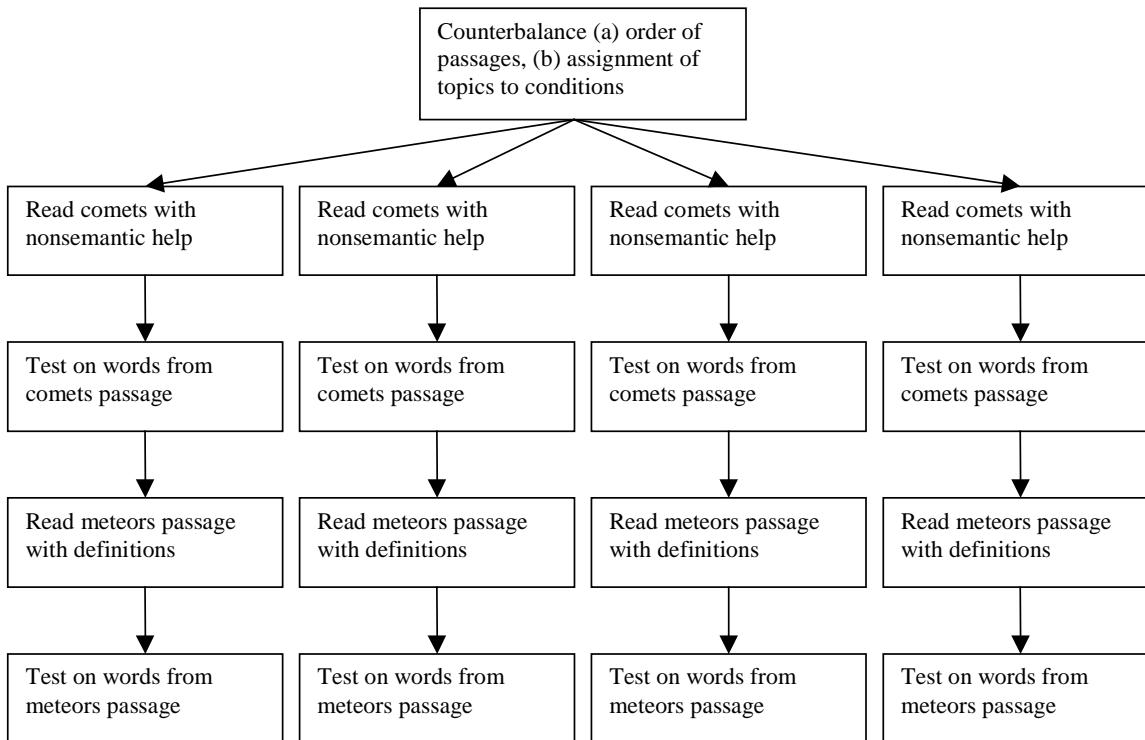 Counterbalance (a) order of
passages, (b) assignment of
topics to conditions
Read comets with
nonsemantic help
Read comets with
nonsemantic help
Read comets with
nonsemantic help
Read comets with
nonsemantic help
Test on words from
comets passage
Test on words from
comets passage
Test on words from
comets passage
Test on words from
comets passage
Read meteors passage
with definitions
Read meteors passage
with definitions
Read meteors passage
with definitions
Read meteors passage
with definitions
Test on words from
meteors passage
Test on words from
meteors passage
Test on words from
meteors passage
Test on words from
meteors passage